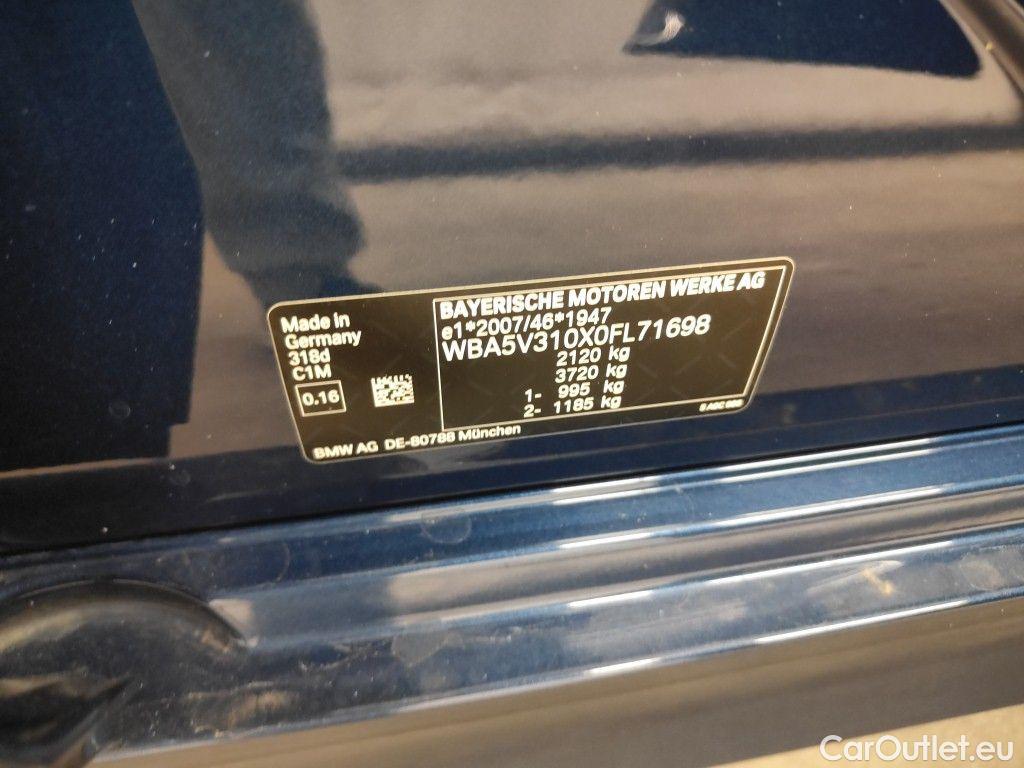 Made in
Germany
318d
C1M
0.16
BMW AG DE-80788 München
BAYERISCHE MOTOREN WERKE AG
e1*2007/46*1947
WBA5V310X0FL71698
2120 kg
3720 kg
1- 995 kg
2- 1185 kg
CarOutlet.eu